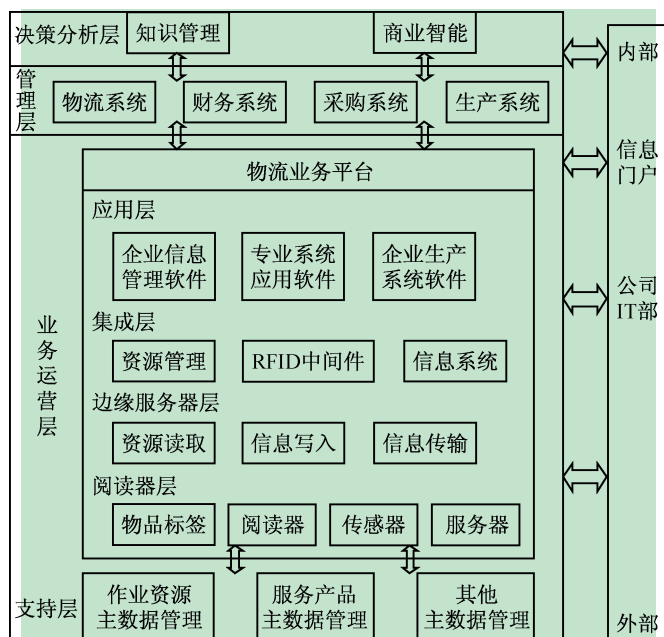 决策分析层
知识管理
商业智能
管理层
物流系统
财务系统
采购系统
生产系统
业务运营层
物流业务平台
应用层
企业信息
管理软件
专业系统
应用软件
企业生产
系统软件
集成层
资源管理
RFID中间件
信息系统
边缘服务器层
资源读取
信息写入
信息传输
阅读器层
物品标签
阅读器
传感器
服务器
支持层
作业资源
主数据管理
服务产品
主数据管理
其他
主数据管理
内部
信息
门户
公司
IT部
外部